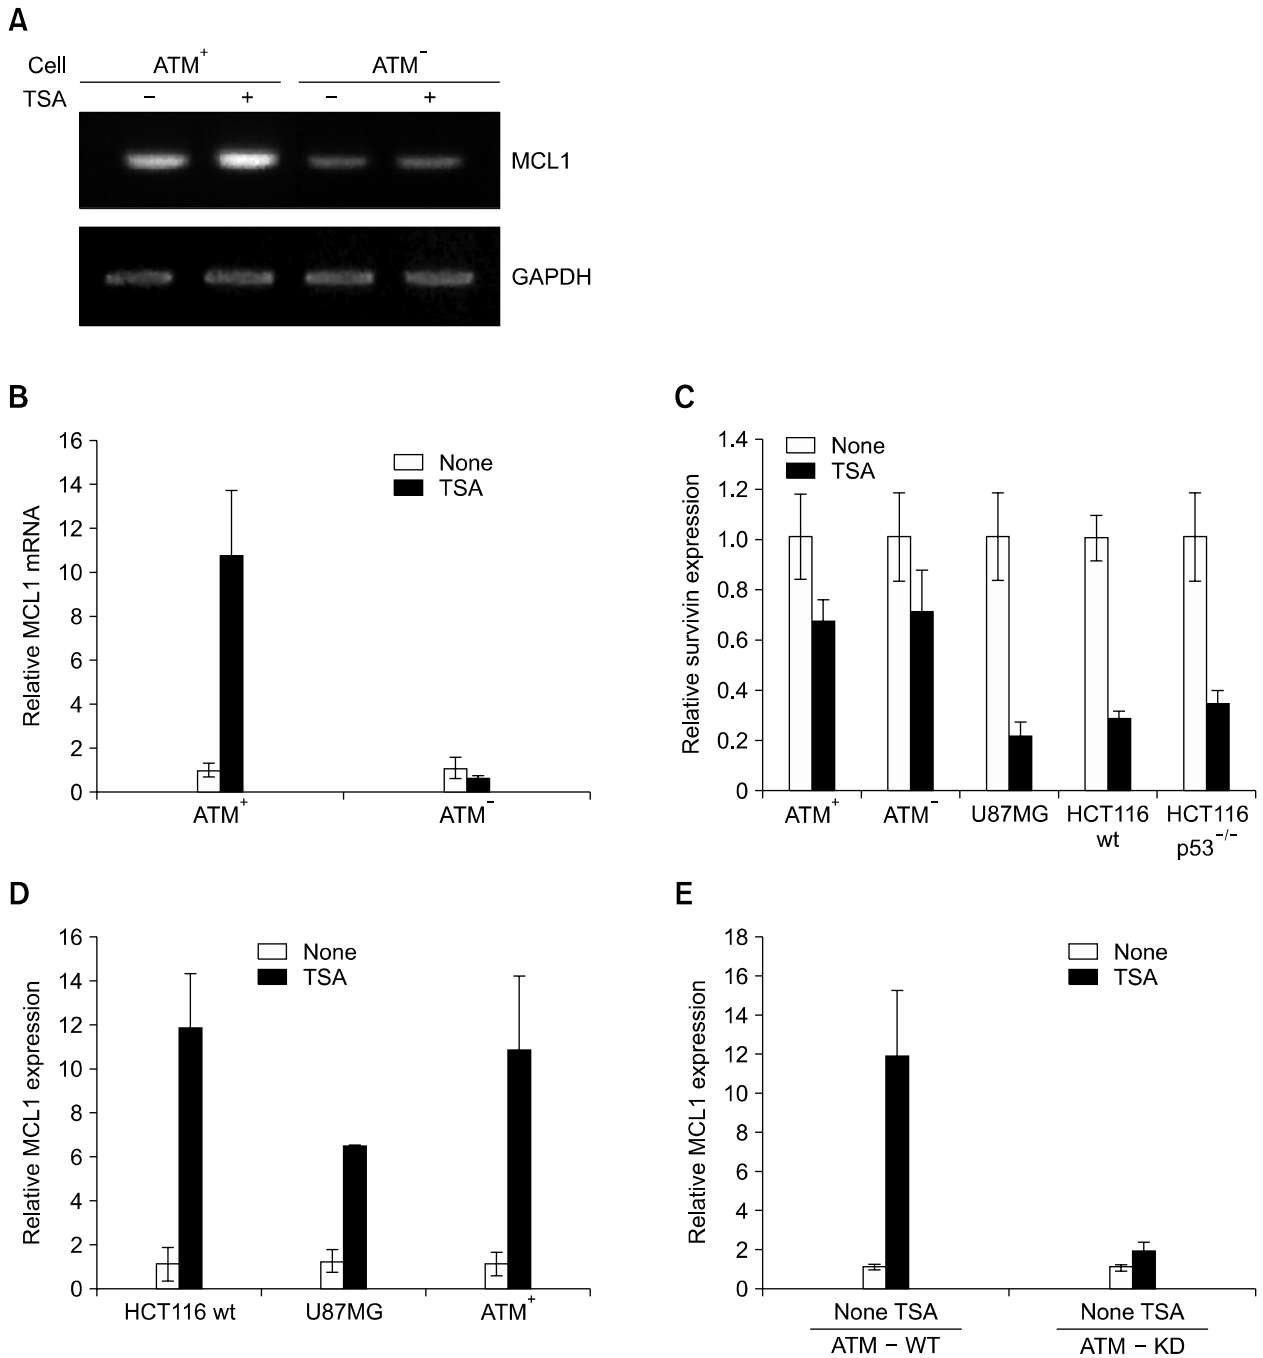 A
Cell ATM+ ATM−
TSA − + − +
MCL1
GAPDH
B
Relative MCL1 mRNA
16
14
12
10
8
6
4
2
0
None
TSA
ATM+ ATM−
C
Relative survivin expression
1.4
1.2
1.0
0.8
0.6
0.4
0.2
0
None
TSA
ATM+ ATM− U87MG HCT116 HCT116
wt p53−/−
D
Relative MCL1 expression
16
14
12
10
8
6
4
2
0
None
TSA
HCT116 wt U87MG ATM+
E
Relative MCL1 expression
18
16
14
12
10
8
6
4
2
0
None
TSA
None TSA None TSA
ATM − WT ATM − KD